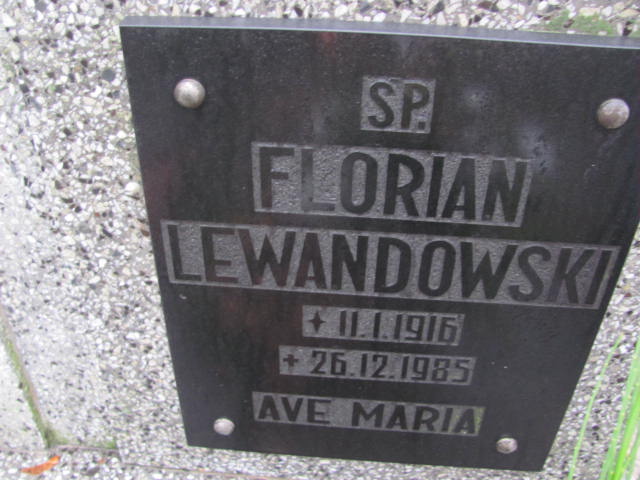 SP.
FLORIAN
LEWANDOWSKI
✦ 11.1.1916
+ 26.12.1985
AVE MARIA